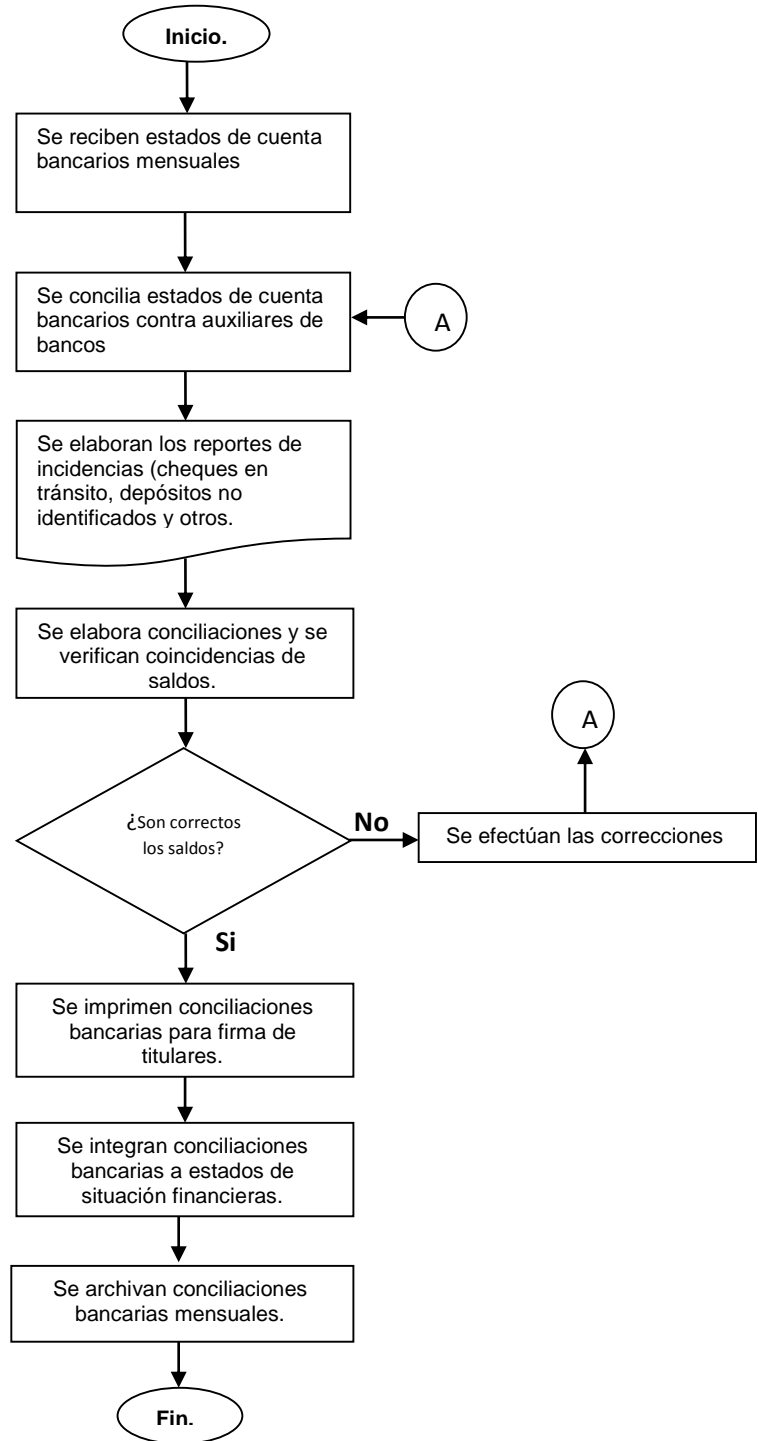 Inicio.
Se reciben estados de cuenta
bancarios mensuales
Se concilia estados de cuenta
bancarios contra auxiliares de
bancos
A
Se elaboran los reportes de
incidencias (cheques en
tránsito, depósitos no
identificados y otros.
Se elabora conciliaciones y se
verifican coincidencias de
saldos.
A
¿Son correctos
los saldos?
No
Se efectúan las correcciones
Si
Se imprimen conciliaciones
bancarias para firma de
titulares.
Se integran conciliaciones
bancarias a estados de
situación financieras.
Se archivan conciliaciones
bancarias mensuales.
Fin.